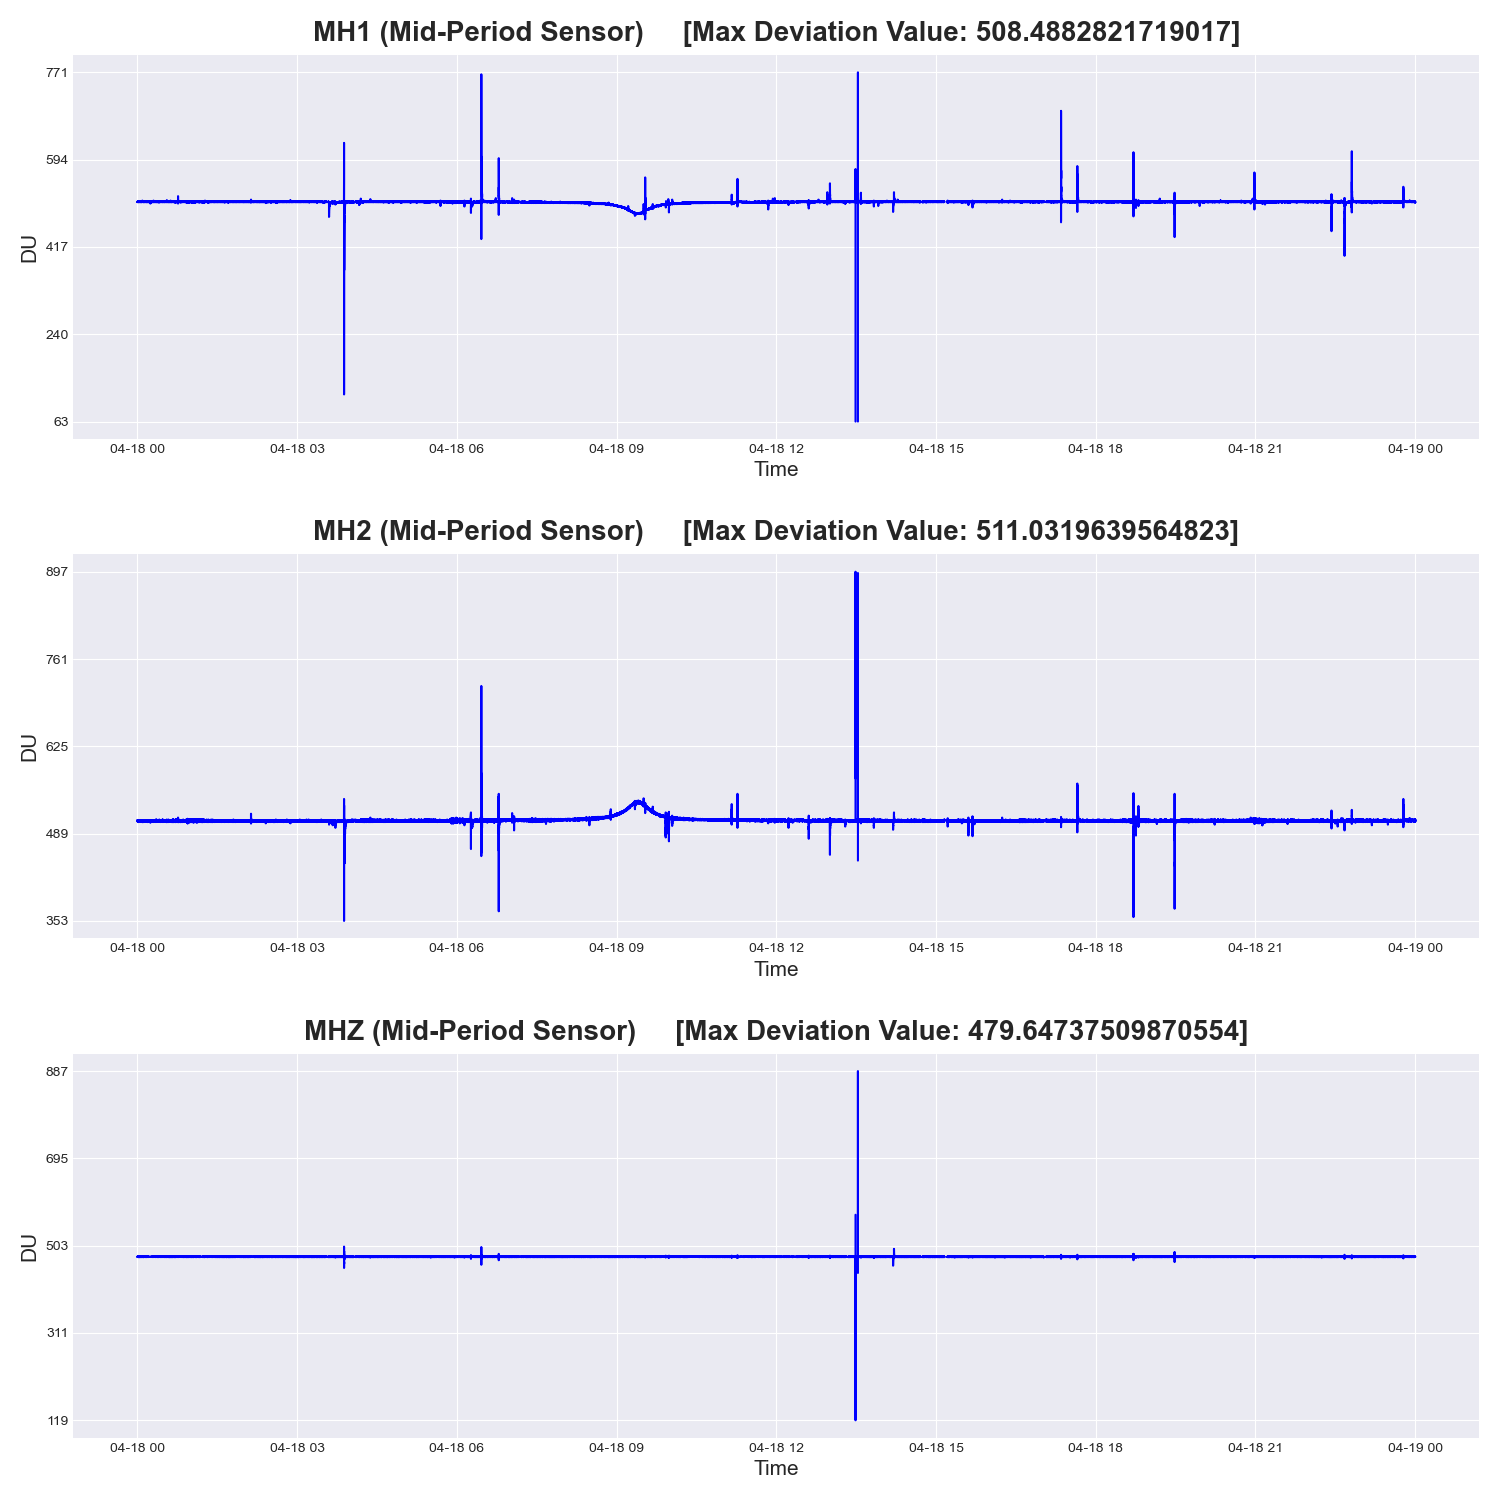 MH1 (Mid-Period Sensor) [Max Deviation Value: 508.4882821719017]
771
594
417
240
63
DU
04-18 00 04-18 03 04-18 06 04-18 09 04-18 12 04-18 15 04-18 18 04-18 21 04-19 00
Time
MH2 (Mid-Period Sensor) [Max Deviation Value: 511.0319639564823]
897
761
625
489
353
DU
04-18 00 04-18 03 04-18 06 04-18 09 04-18 12 04-18 15 04-18 18 04-18 21 04-19 00
Time
MHZ (Mid-Period Sensor) [Max Deviation Value: 479.64737509870554]
887
695
503
311
119
DU
04-18 00 04-18 03 04-18 06 04-18 09 04-18 12 04-18 15 04-18 18 04-18 21 04-19 00
Time